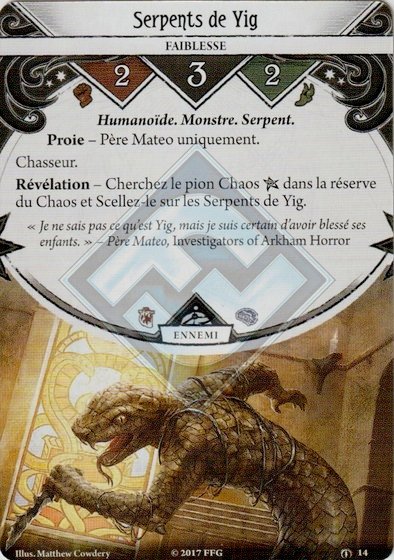 Serpents de Yig
FAIBLESSE
2 3 2
Humanoïde. Monstre. Serpent.
Proie – Père Mateo uniquement.
Chasseur.
Révélation – Cherchez le pion Chaos dans la réserve
du Chaos et Scellez-le sur les Serpents de Yig.
« Je ne sais pas ce qu'est Yig, mais je suis certain d'avoir blessé ses
enfants. » – Père Mateo, Investigators of Arkham Horror
ENNEMI
Illus. Matthew Cowdery © 2017 FFG 14